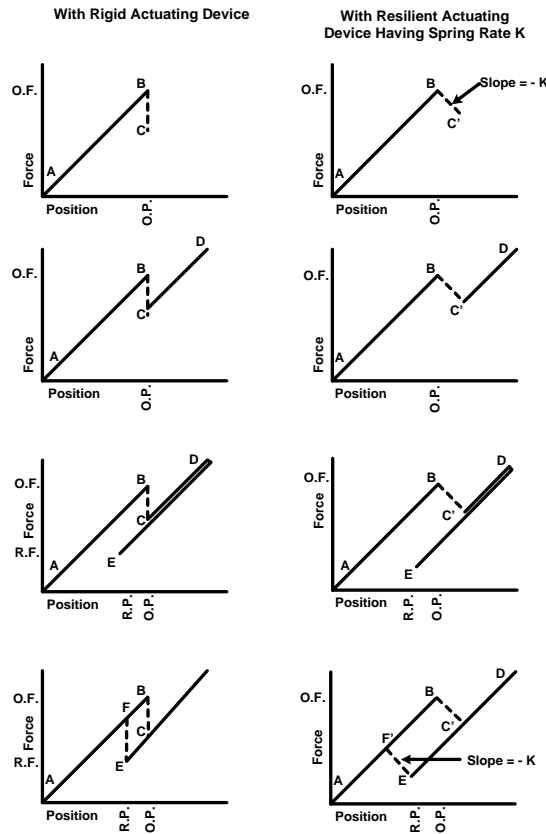 With Rigid Actuating Device
With Resilient Actuating
Device Having Spring Rate K
O.F.
B
C
A
Force
Position
O.P.
O.F.
B
Slope = - K
C'
A
Force
Position
O.P.
D
O.F.
B
C
A
Force
Position
O.P.
D
O.F.
B
C'
A
Force
Position
O.P.
D
O.F.
B
Force
C
R.F.
E
A
Position
R.P.
O.P.
D
O.F.
B
Force
C'
E
A
Position
R.P.
O.P.
O.F.
B
F
Force
C
R.F.
E
A
Position
R.P.
O.P.
D
O.F.
B
C'
F'
Force
Slope = - K
E
A
Position
R.P.
O.P.